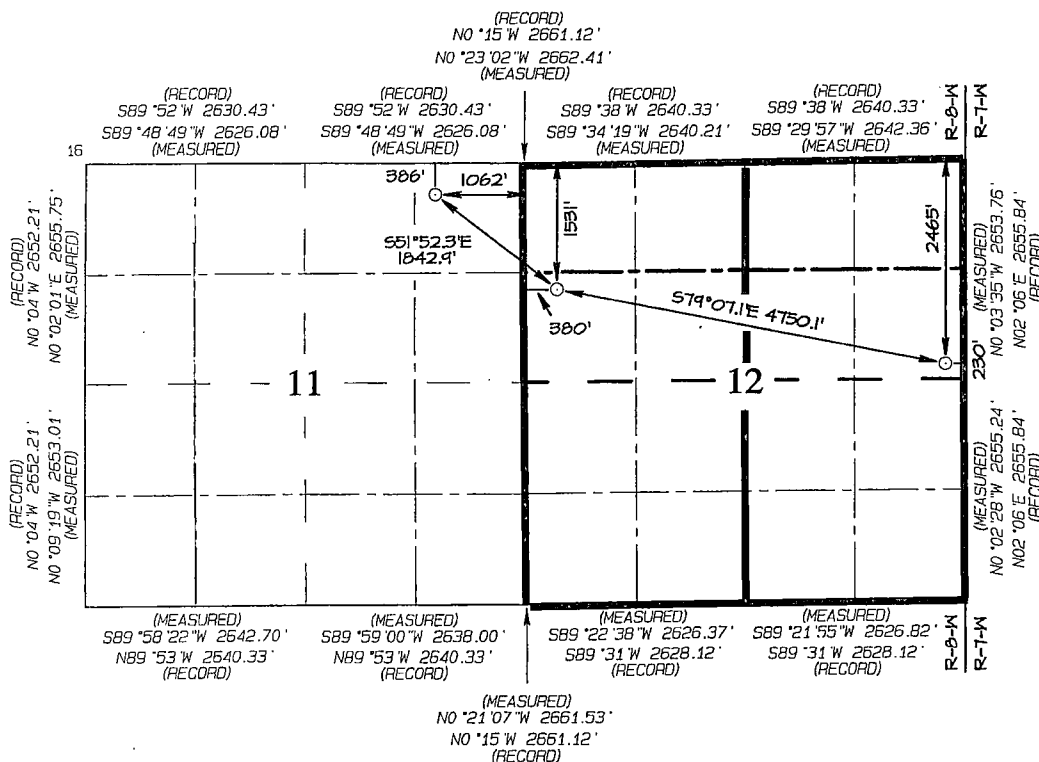 (RECORD)
N0 °15 'W 2661.12 '
N0 °23 '02 "W 2662.41 '
(MEASURED)
(RECORD)
S89 °52 'W 2630.43 '
S89 °48 '49 "W 2626.08 '
(MEASURED)
(RECORD)
S89 °52 'W 2630.43 '
S89 °48 '49 "W 2626.08 '
(MEASURED)
(RECORD)
S89 °38 'W 2640.33 '
S89 °34 '19 "W 2640.21 '
(MEASURED)
(RECORD)
S89 °38 'W 2640.33 '
S89 °29 '57 "W 2642.36 '
(MEASURED)
R-8-W
R-7-W
16
386'
1062'
1531'
2465'
S51°52.3'E
1842.9'
380'
S79°07.1'E 4750.1'
230'
11
12
(RECORD)
N0 °04 'W 2652.21 '
N0 °02 '01 "E 2655.75 '
(MEASURED)
(RECORD)
N0 °04 'W 2652.21 '
N0 °09 '19 "W 2653.01 '
(MEASURED)
(MEASURED)
N0 °03 '35 "W 2653.76 '
N02 °06 'E 2655.84 '
(RECORD)
(MEASURED)
N0 °02 '28 "W 2655.24 '
N02 °06 'E 2655.84 '
(RECORD)
(MEASURED)
S89 °58 '22 "W 2642.70 '
N89 °53 'W 2640.33 '
(RECORD)
(MEASURED)
S89 °59 '00 "W 2638.00 '
N89 °53 'W 2640.33 '
(RECORD)
(MEASURED)
S89 °22 '38 "W 2626.37 '
S89 °31 'W 2628.12 '
(RECORD)
(MEASURED)
S89 °21 '55 "W 2626.82 '
S89 °31 'W 2628.12 '
(RECORD)
R-8-W
R-7-W
(MEASURED)
N0 °21 '07 "W 2661.53 '
N0 °15 'W 2661.12 '
(RECORD)